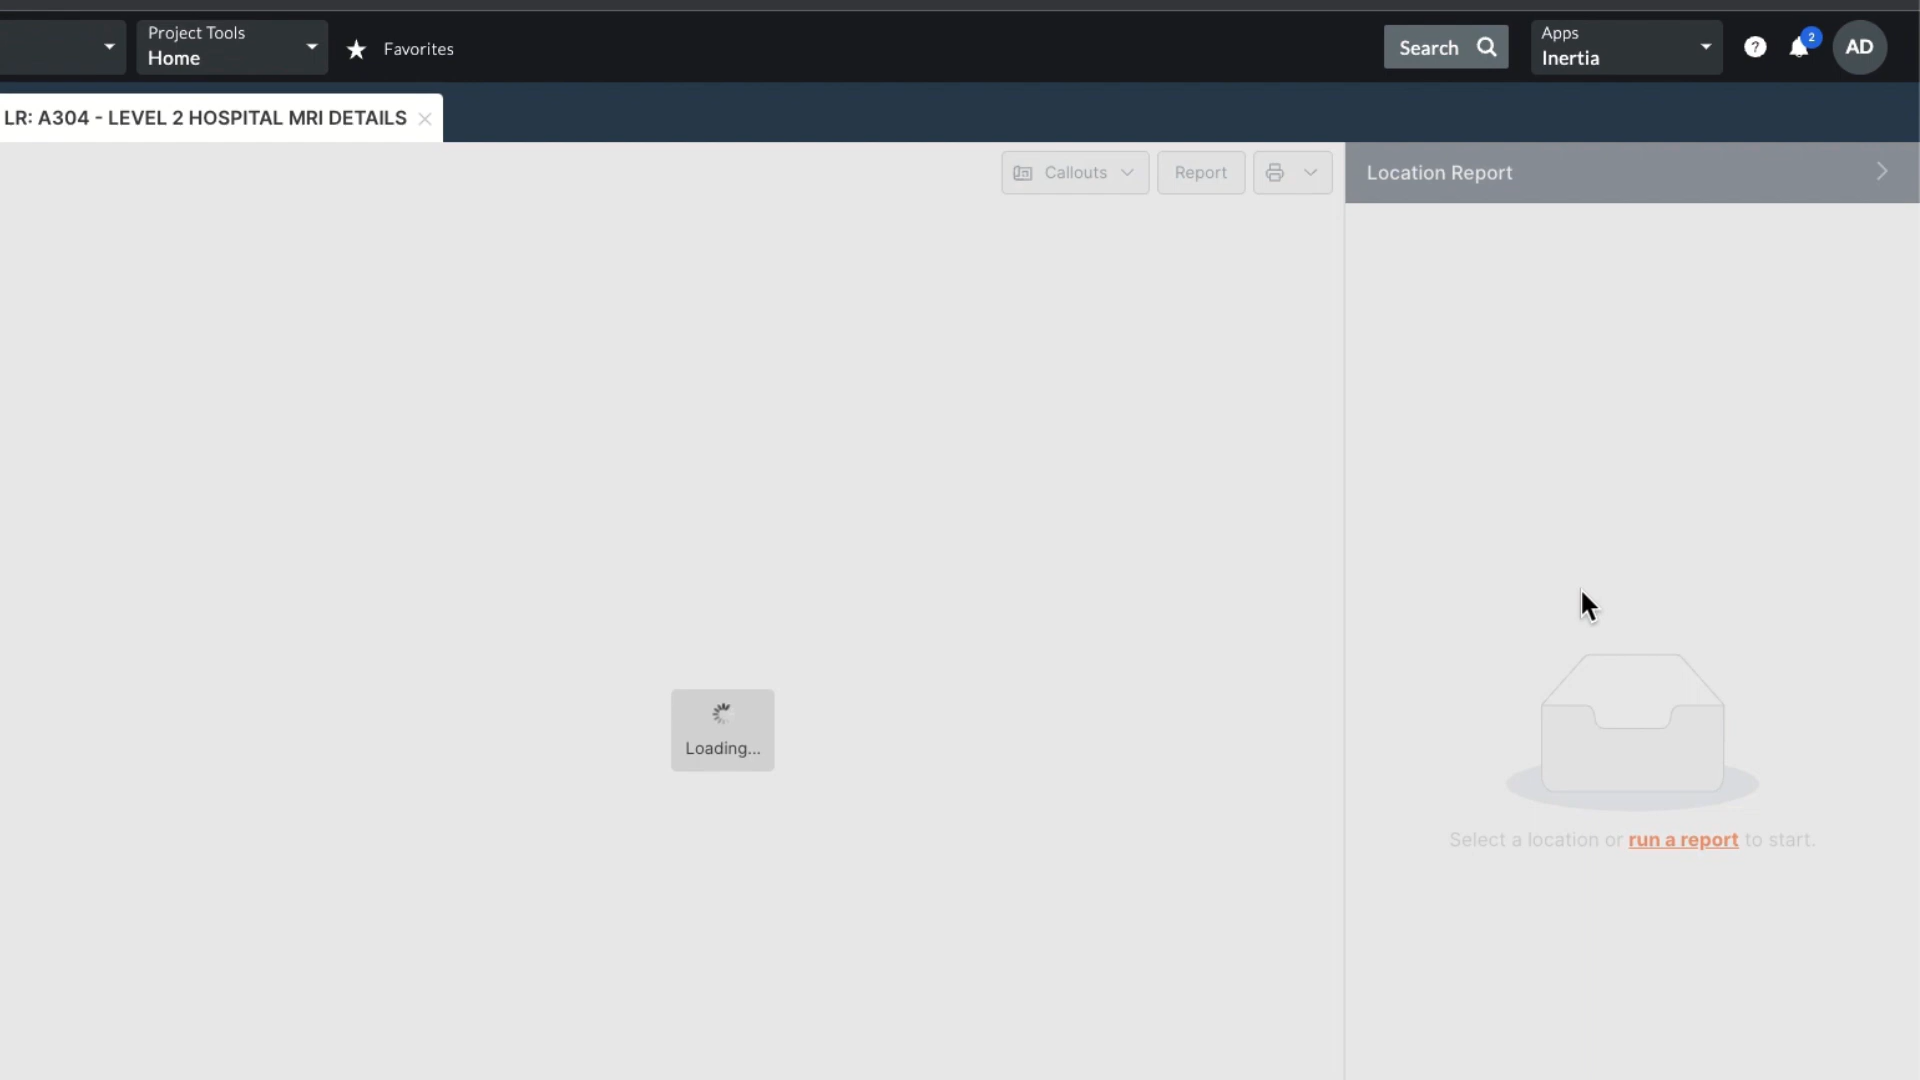 Project Tools
Home
Favorites
Search
Apps
Inertia
?
2
AD
LR: A304 - LEVEL 2 HOSPITAL MRI DETAILS
Callouts
Report
Location Report
Loading...
Select a location or run a report to start.